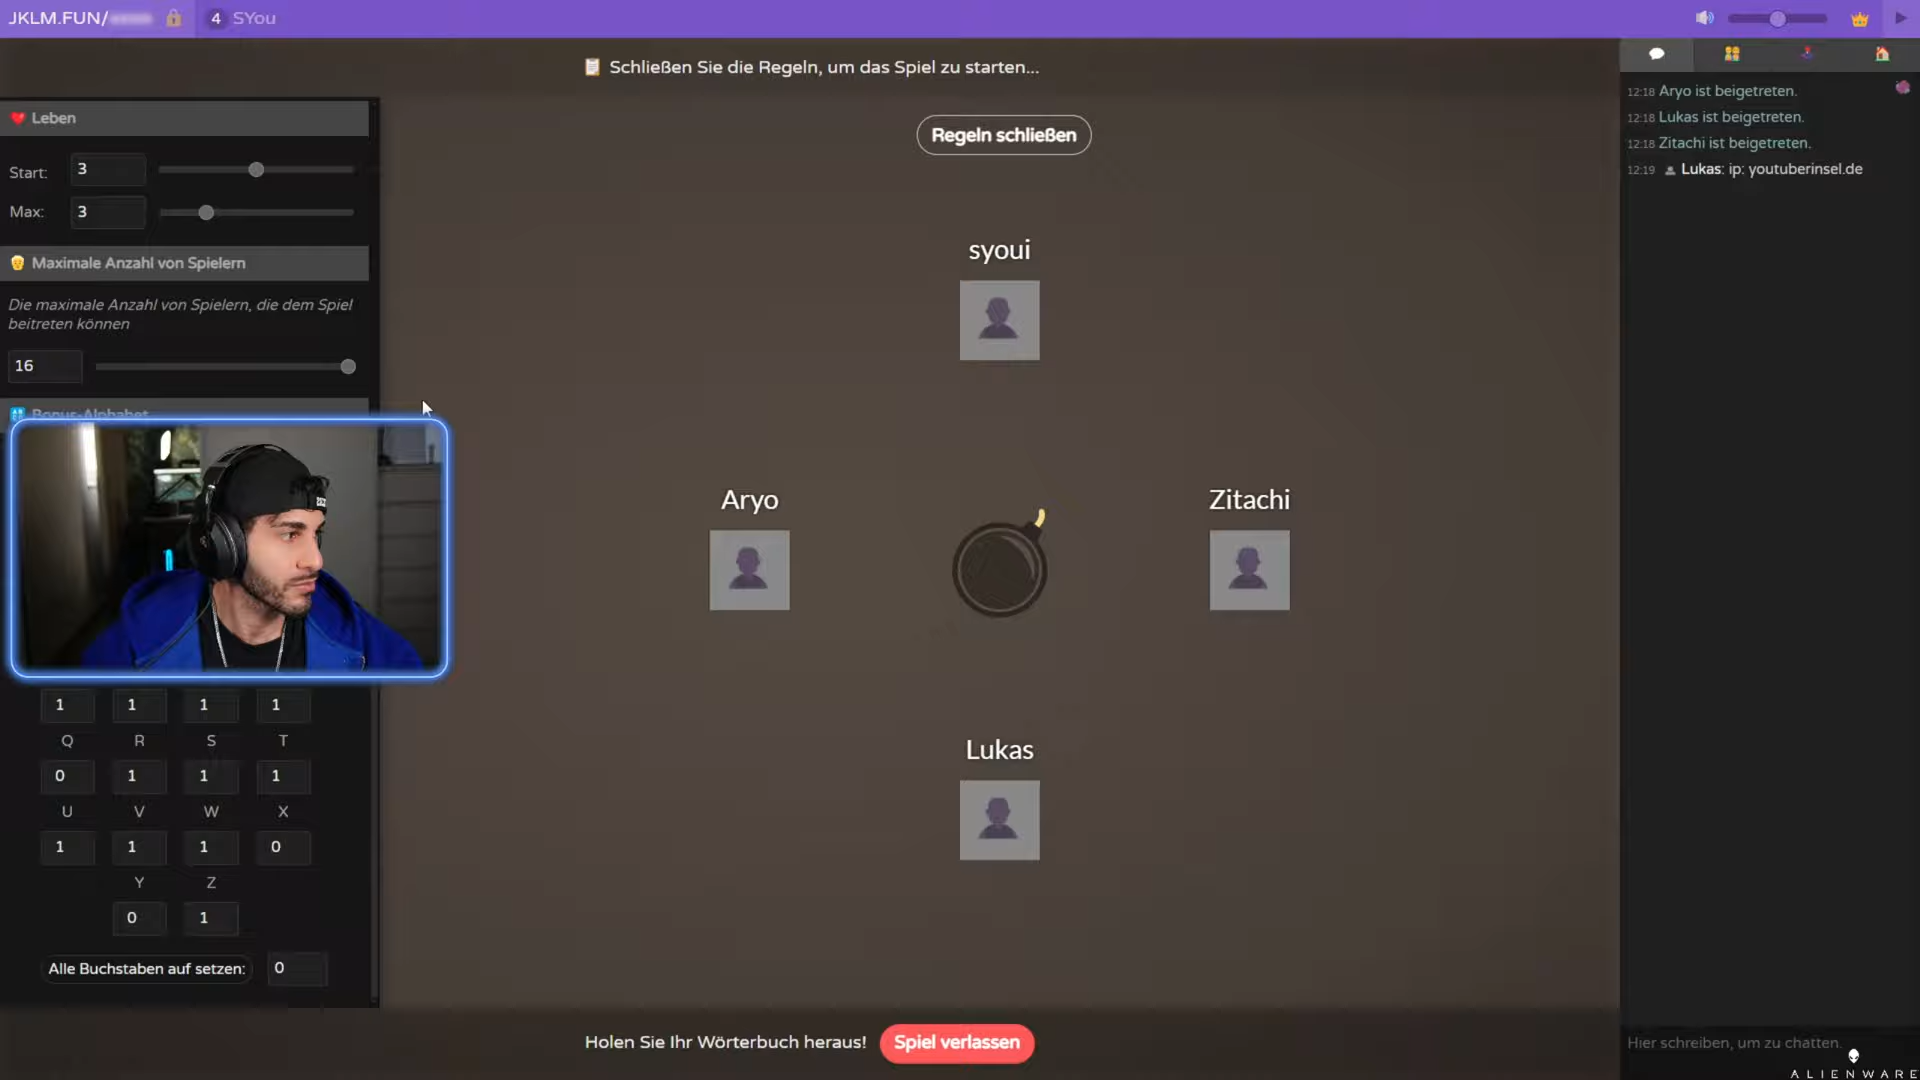 JKLM.FUN/
4 SYou
Schließen Sie die Regeln, um das Spiel zu starten...
Regeln schließen
Leben
Start:
3
Max:
3
Maximale Anzahl von Spielern
Die maximale Anzahl von Spielern, die dem Spiel
beitreten können
16
Bonus-Alphabet
1 1 1 1
Q R S T
0 1 1 1
U V W X
1 1 1 0
Y Z
0 1
Alle Buchstaben auf setzen:
0
syoui
Aryo
Zitachi
Lukas
Holen Sie Ihr Wörterbuch heraus!
Spiel verlassen
12:18 Aryo ist beigetreten.
12:18 Lukas ist beigetreten.
12:18 Zitachi ist beigetreten.
12:19 Lukas: ip: youtuberinsel.de
Hier schreiben, um zu chatten.
ALIENWARE